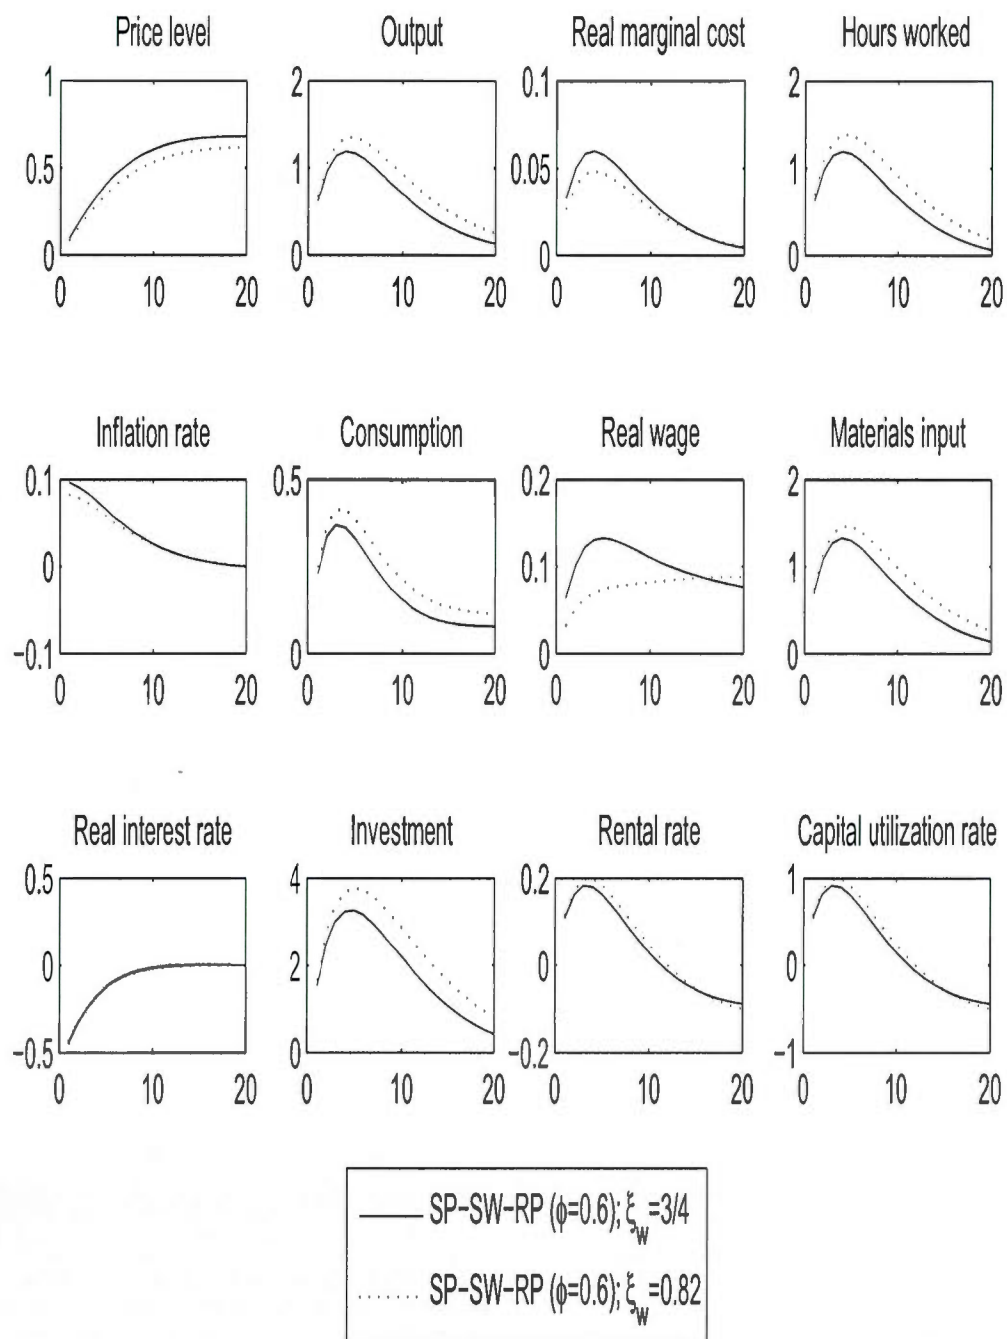 Price level Output Real marginal cost Hours worked
1 2 0.1 2
0.5 1 0.05 1
0 0 0 0
0 10 20 0 10 20 0 10 20 0 10 20
Inflation rate Consumption Real wage Materials input
0.1 0.5 0.2 2
0 0.1 1
−0.1 0 0 0
0 10 20 0 10 20 0 10 20 0 10 20
Real interest rate Investment Rental rate Capital utilization rate
0.5 4 0.2 1
0 2 0 0
−0.5 0 −0.2 −1
0 10 20 0 10 20 0 10 20 0 10 20
SP−SW−RP (ϕ=0.6); ξw=3/4
SP−SW−RP (ϕ=0.6); ξw=0.82